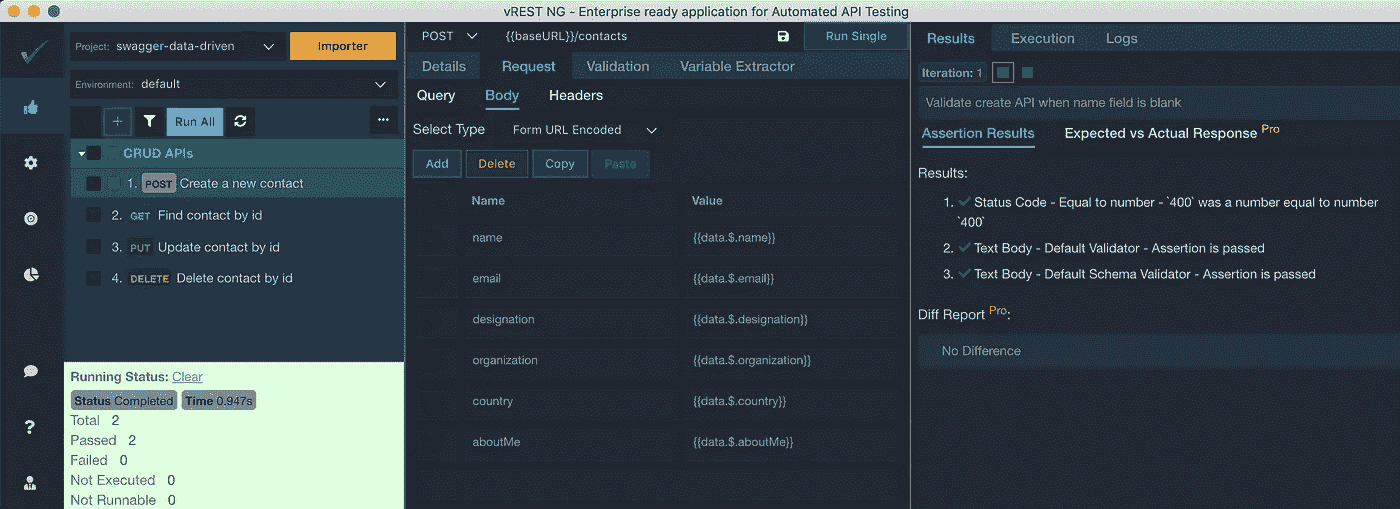 vREST NG - Enterprise ready application for Automated API Testing
Project: swagger-data-driven
Importer
Environment: default
+
Run All
...
CRUD APIs
1. POST Create a new contact
2. GET Find contact by id
3. PUT Update contact by id
4. DELETE Delete contact by id
Running Status: Clear
Status Completed Time 0.947s
Total 2
Passed 2
Failed 0
Not Executed 0
Not Runnable 0
POST {{baseURL}}/contacts Run Single
Details Request Validation Variable Extractor
Query Body Headers
Select Type Form URL Encoded
Add Delete Copy Paste
Name Value
name {{data.$.name}}
email {{data.$.email}}
designation {{data.$.designation}}
organization {{data.$.organization}}
country {{data.$.country}}
aboutMe {{data.$.aboutMe}}
Results Execution Logs
Iteration: 1
Validate create API when name field is blank
Assertion Results Expected vs Actual Response Pro
Results:
1. Status Code - Equal to number - `400` was a number equal to number
`400`
2. Text Body - Default Validator - Assertion is passed
3. Text Body - Default Schema Validator - Assertion is passed
Diff Report Pro:
No Difference